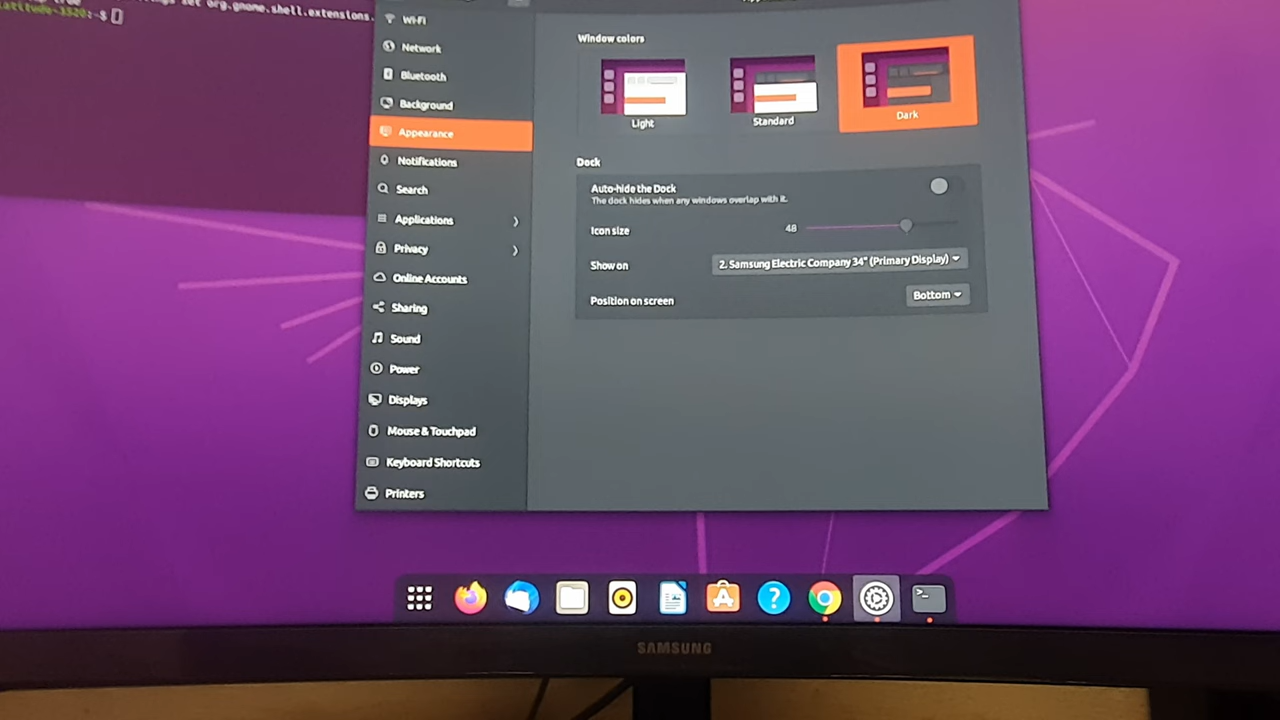 set org.gnome.shell.extensions.
latitude-3320:~$
Wi-Fi
Network
Bluetooth
Background
Appearance
Notifications
Search
Applications
Privacy
Online Accounts
Sharing
Sound
Power
Displays
Mouse & Touchpad
Keyboard Shortcuts
Printers
Window colors
Light
Standard
Dark
Dock
Auto-hide the Dock
The dock hides when any windows overlap with it.
Icon size
48
Show on
2. Samsung Electric Company 34" (Primary Display)
Position on screen
Bottom
SAMSUNG